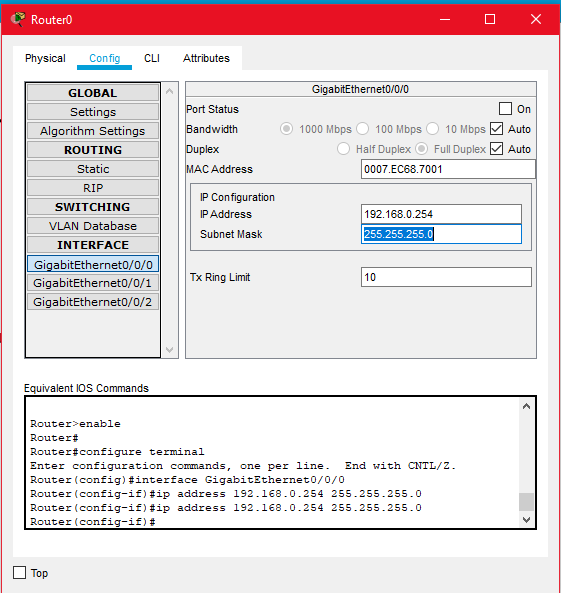 Router0
Physical Config CLI Attributes
GLOBAL
Settings
Algorithm Settings
ROUTING
Static
RIP
SWITCHING
VLAN Database
INTERFACE
GigabitEthernet0/0/0
GigabitEthernet0/0/1
GigabitEthernet0/0/2
GigabitEthernet0/0/0
Port Status On
Bandwidth 1000 Mbps 100 Mbps 10 Mbps Auto
Duplex Half Duplex Full Duplex Auto
MAC Address 0007.EC68.7001
IP Configuration
IP Address 192.168.0.254
Subnet Mask 255.255.255.0
Tx Ring Limit 10
Equivalent IOS Commands
Router>enable
Router#
Router#configure terminal
Enter configuration commands, one per line. End with CNTL/Z.
Router(config)#interface GigabitEthernet0/0/0
Router(config-if)#ip address 192.168.0.254 255.255.255.0
Router(config-if)#ip address 192.168.0.254 255.255.255.0
Router(config-if)#
Top